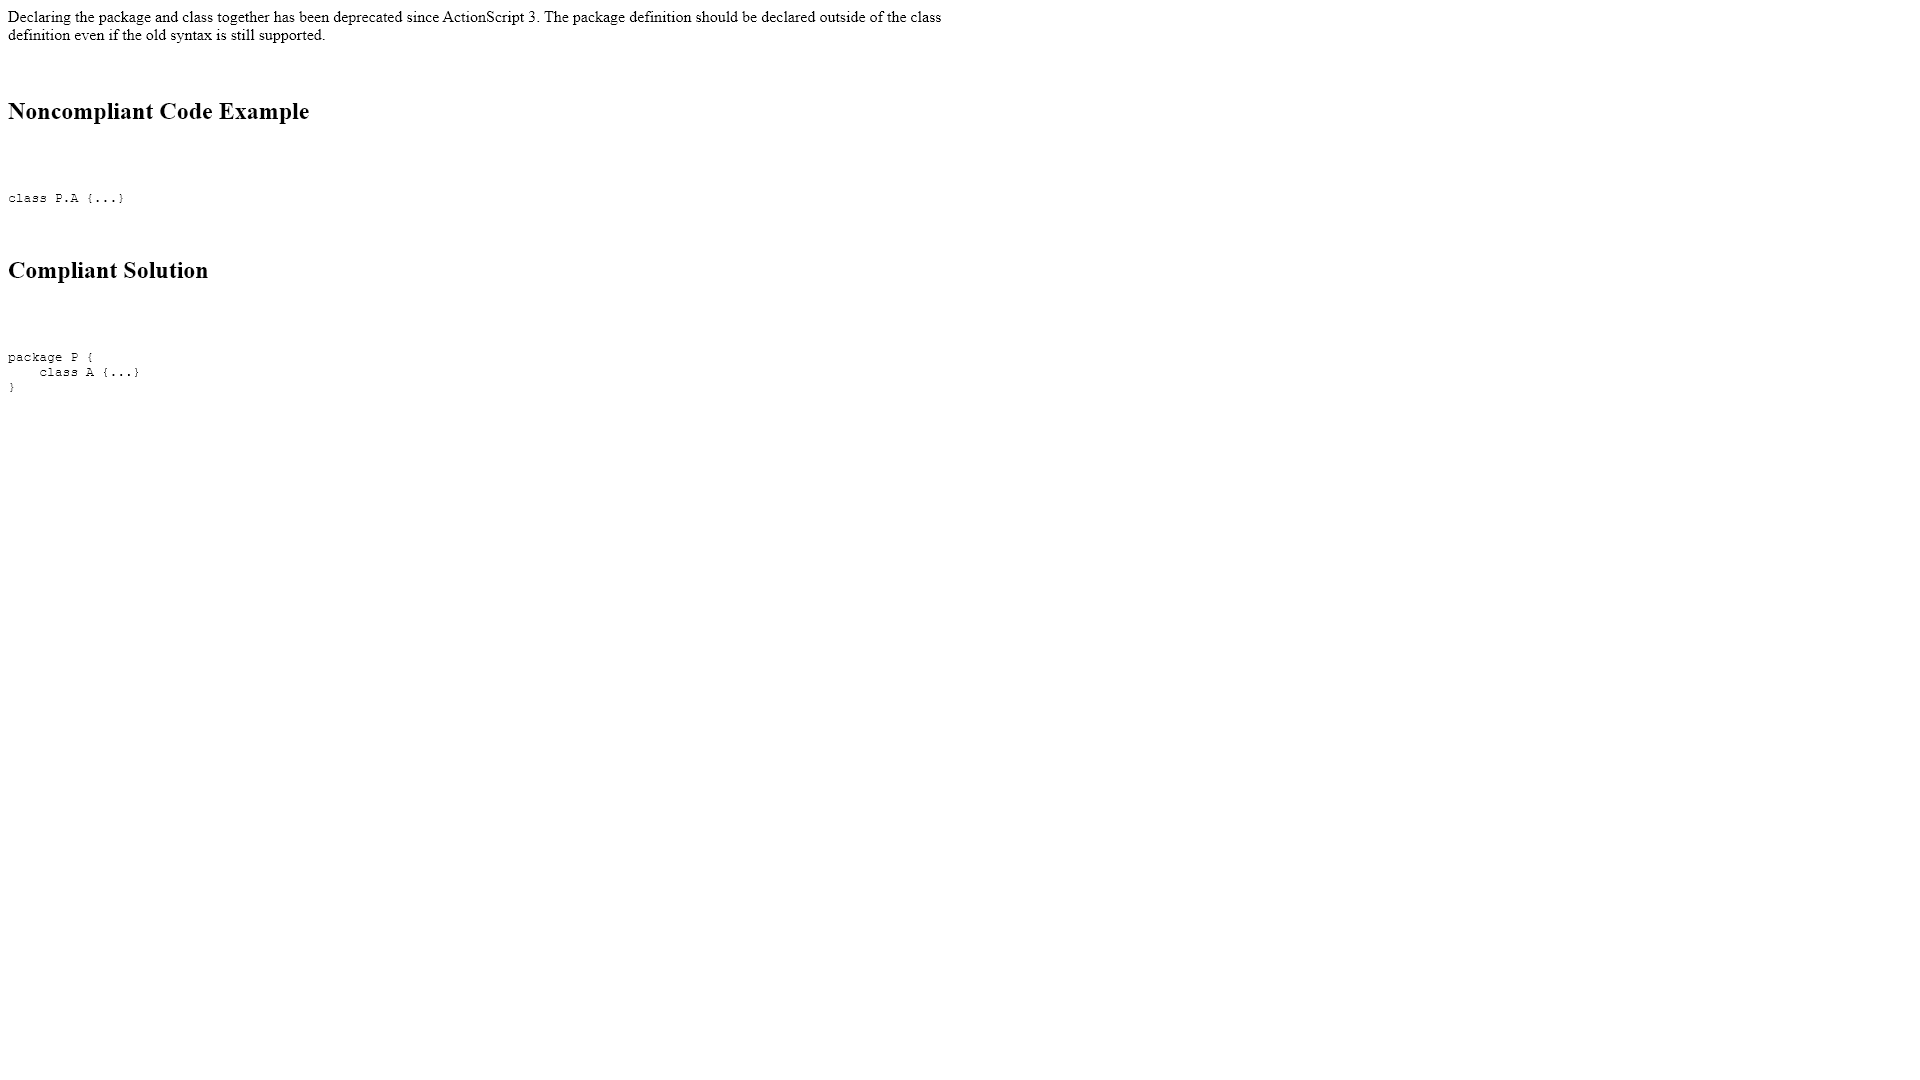 Declaring the package and class together has been deprecated since ActionScript 3. The package definition should be declared outside of the class
definition even if the old syntax is still supported.
Noncompliant Code Example
class P.A {...}
Compliant Solution
package P {
    class A {...}
}